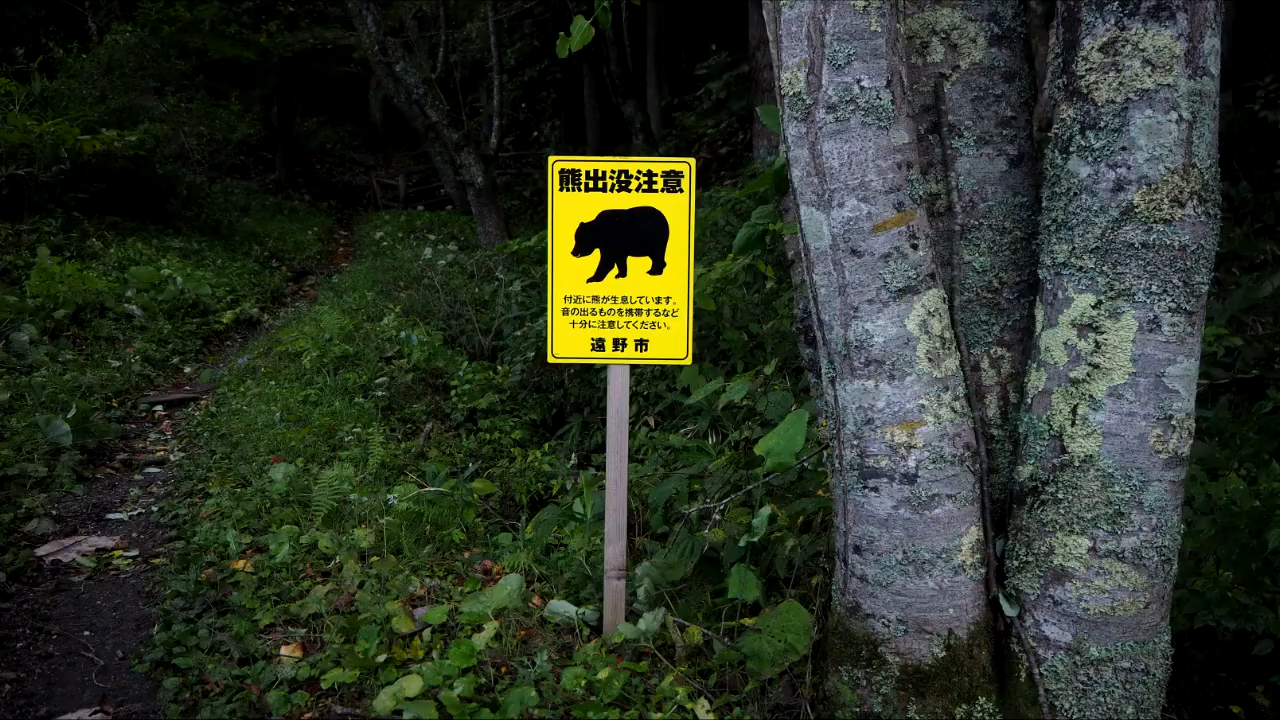 熊出没注意
付近に熊が生息しています。
音の出るものを携帯するなど
十分に注意してください。
遠野市